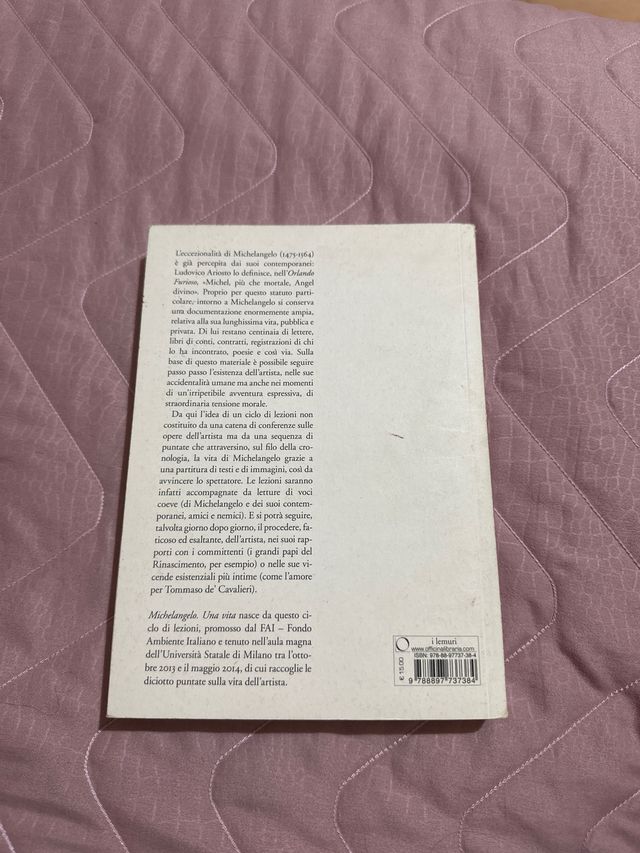 L'eccezionalità di Michelangelo (1475-1564)
è già percepita dai suoi contemporanei:
Ludovico Ariosto lo definisce, nell'Orlando
Furioso, «Michel, più che mortale, Angel
divino». Proprio per questo statuto parti-
colare, intorno a Michelangelo si conserva
una documentazione enormemente ampia,
relativa alla sua lunghissima vita, pubblica e
privata. Di lui restano centinaia di lettere,
libri di conti, contratti, registrazioni di chi
lo ha incontrato, poesie e così via. Sulla
base di questo materiale è possibile seguire
passo passo l'esistenza dell'artista, nelle sue
accidentalità umane ma anche nei momenti
di un'irripetibile avventura espressiva, di
straordinaria tensione morale.
Da qui l'idea di un ciclo di lezioni non
costituito da una catena di conferenze sulle
opere dell'artista ma da una sequenza di
puntate che attraversino, sul filo della cro-
nologia, la vita di Michelangelo grazie a
una partitura di testi e di immagini, così da
avvincere lo spettatore. Le lezioni saranno
infatti accompagnate da letture di voci
coeve (di Michelangelo e dei suoi contem-
poranei, amici e nemici). E si potrà seguire,
talvolta giorno dopo giorno, il procedere, fa-
ticoso ed esaltante, dell'artista, nei suoi rap-
porti con i committenti (i grandi papi del
Rinascimento, per esempio) o nelle sue vi-
cende esistenziali più intime (come l'amore
per Tommaso de' Cavalieri).
Michelangelo. Una vita nasce da questo ci-
clo di lezioni, promosso dal FAI – Fondo
Ambiente Italiano e tenuto nell'aula magna
dell'Università Statale di Milano tra l'otto-
bre 2013 e il maggio 2014, di cui raccoglie le
diciotto puntate sulla vita dell'artista.
i lemuri
www.officinalibraria.com
ISBN: 978-88-97737-38-4
€ 15,00
9 788897 737384